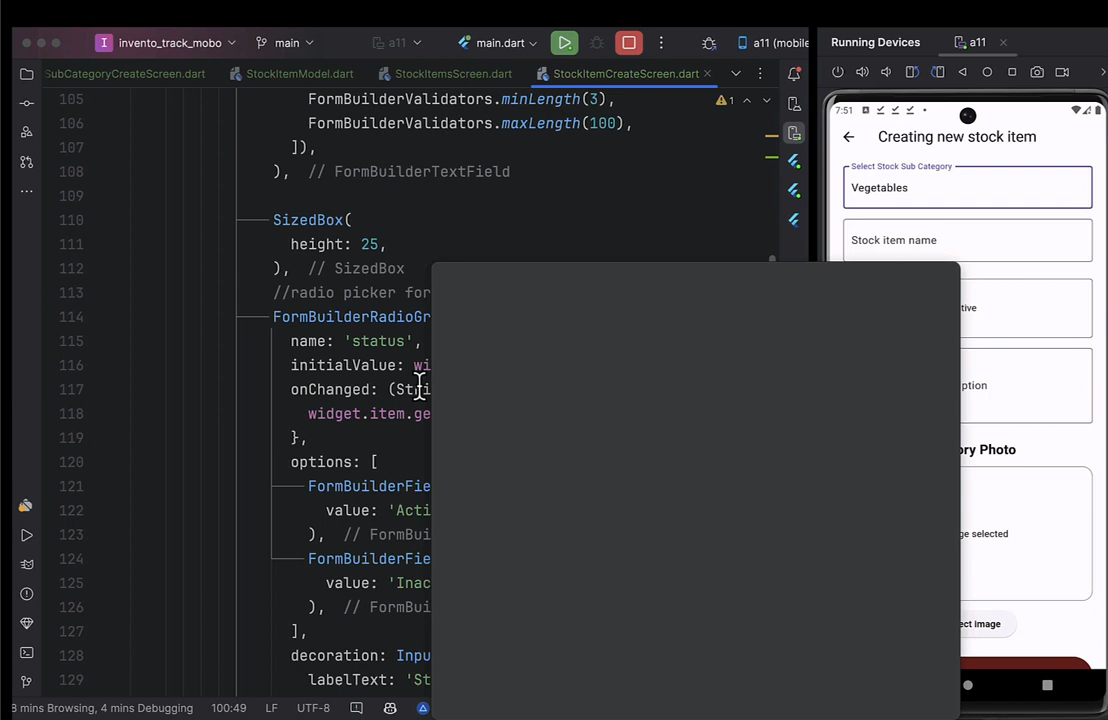 invento_track_mobo
main
a11
main.dart
a11 (mobile
Running Devices
a11
SubCategoryCreateScreen.dart
StockItemModel.dart
StockItemsScreen.dart
StockItemCreateScreen.dart
105 FormBuilderValidators.minLength(3),
106 FormBuilderValidators.maxLength(100),
107 ]),
108 ), // FormBuilderTextField
109
110 SizedBox(
111 height: 25,
112 ), // SizedBox
113 //radio picker for
114 FormBuilderRadioGr
115 name: 'status',
116 initialValue: wi
117 onChanged: (Stri
118 widget.item.ge
119 },
120 options: [
121 FormBuilderFie
122 value: 'Acti
123 ), // FormBui
124 FormBuilderFie
125 value: 'Inac
126 ), // FormBui
127 ],
128 decoration: Inpu
129 labelText: 'St
1
7:51
Creating new stock item
Select Stock Sub Category
Vegetables
Stock item name
tive
ption
ory Photo
ge selected
ect image
8 mins Browsing, 4 mins Debugging
100:49
LF
UTF-8